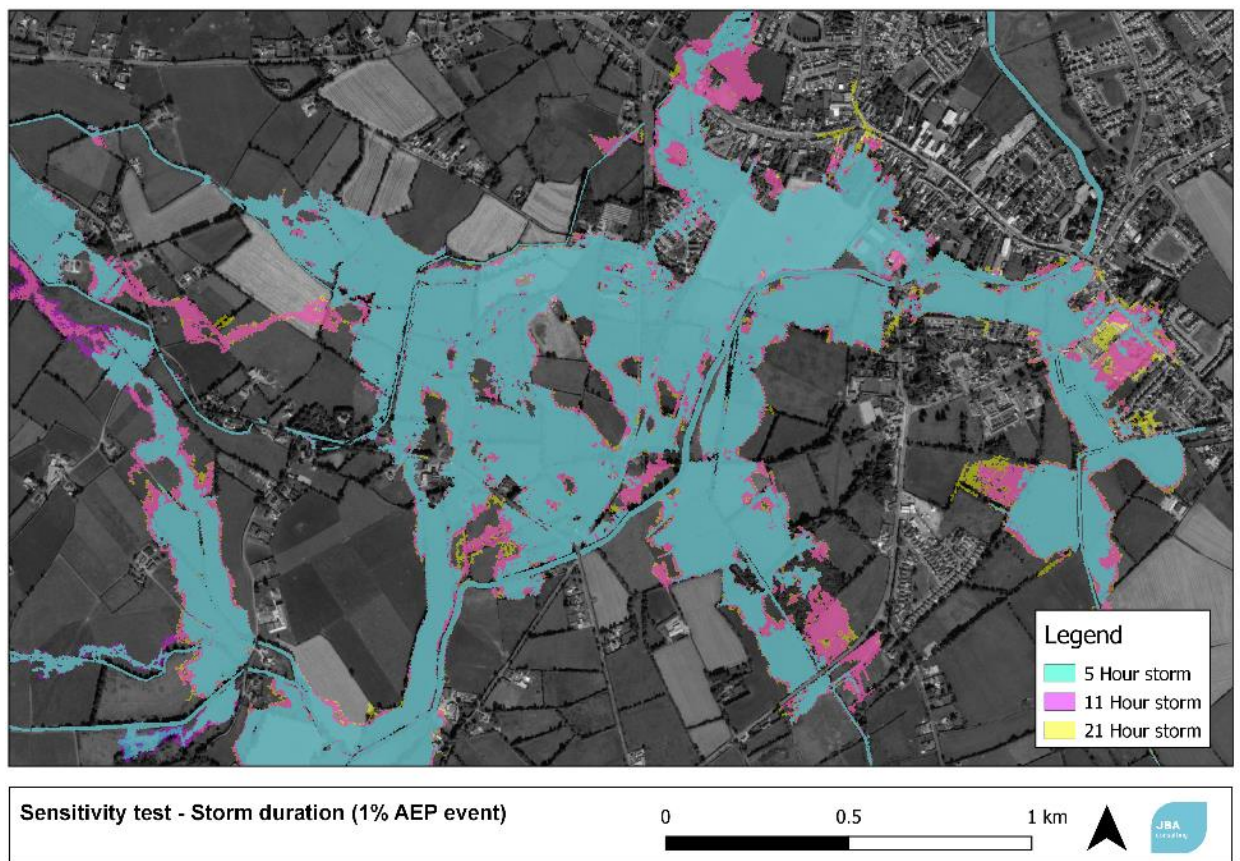 Legend
5 Hour storm
11 Hour storm
21 Hour storm
Sensitivity test - Storm duration (1% AEP event)
0 0.5 1 km
JBA
consulting